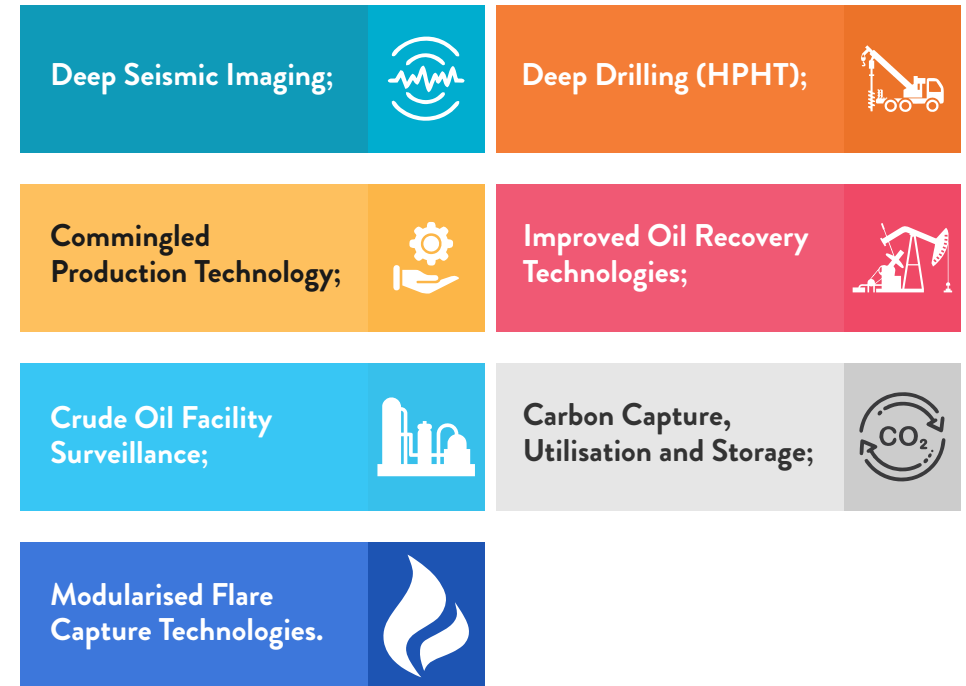 Deep Seismic Imaging;
Deep Drilling (HPHT);
Commingled
Production Technology;
Improved Oil Recovery
Technologies;
Crude Oil Facility
Surveillance;
Carbon Capture,
Utilisation and Storage;
CO₂
Modularised Flare
Capture Technologies.